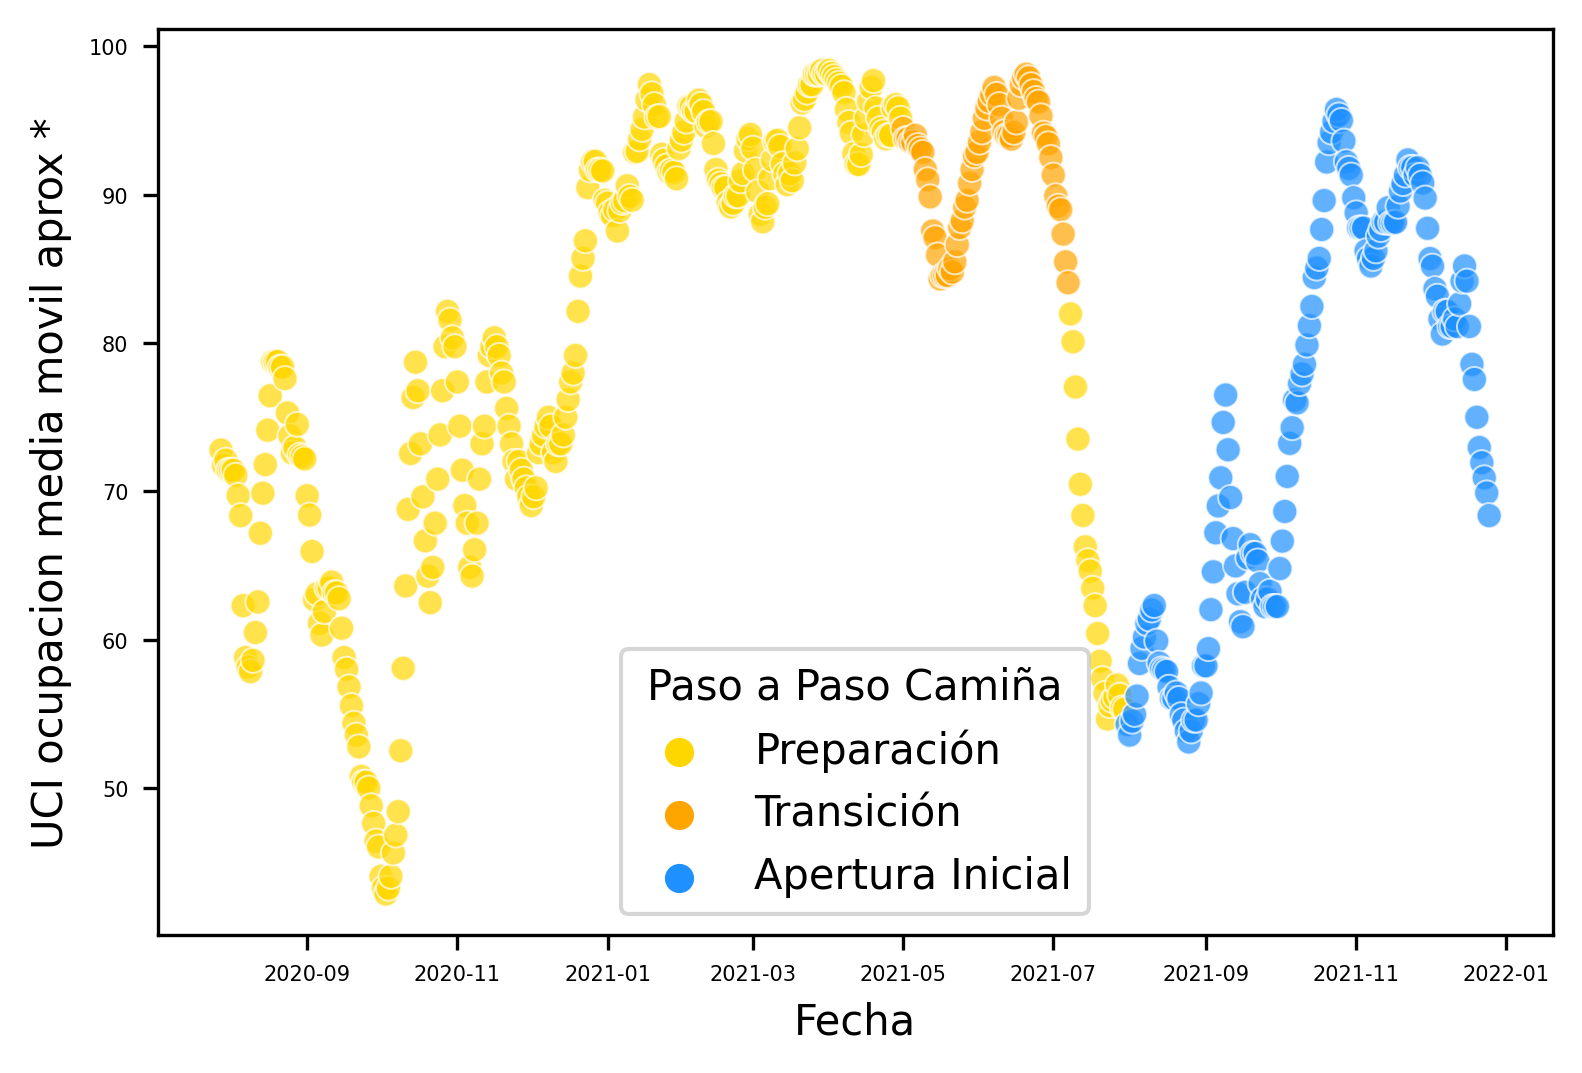 100
90
80
70
60
50
UCI ocupacion media movil aprox *
Paso a Paso Camiña
Preparación
Transición
Apertura Inicial
2020-09 2020-11 2021-01 2021-03 2021-05 2021-07 2021-09 2021-11 2022-01
Fecha